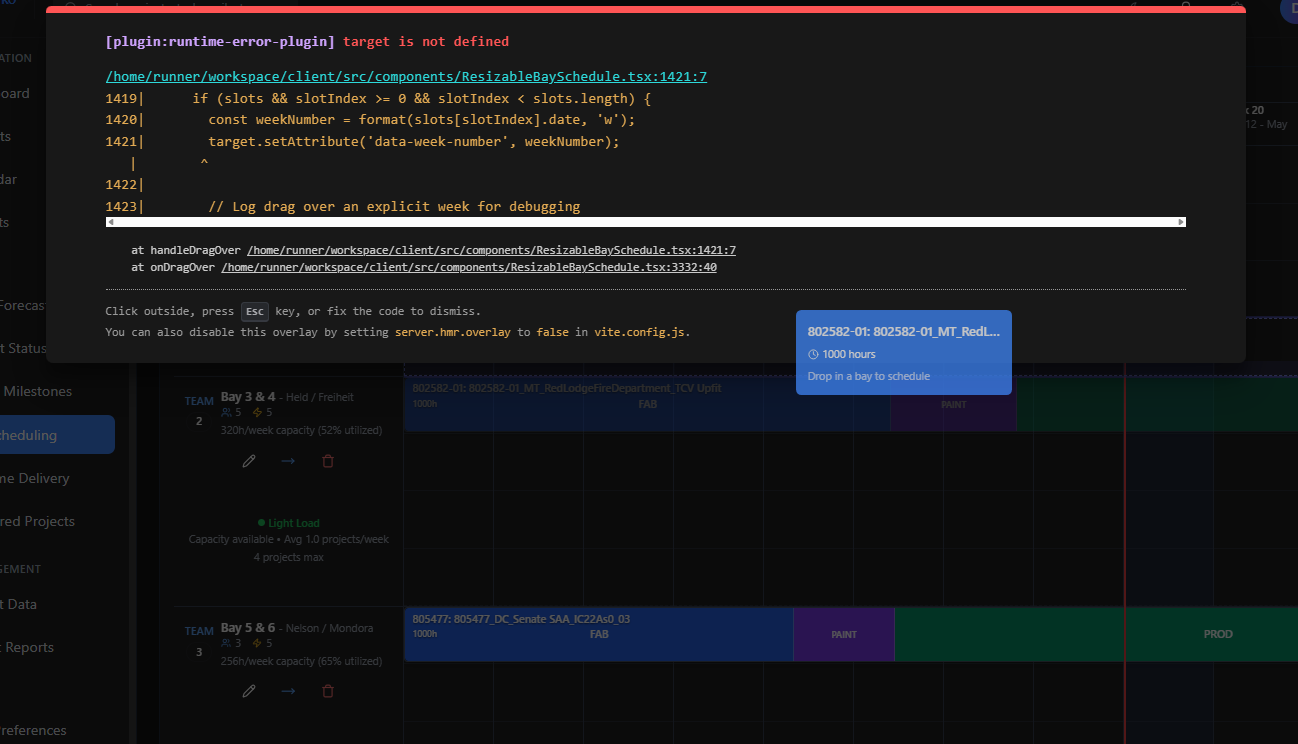 [plugin:runtime-error-plugin] target is not defined
/home/runner/workspace/client/src/components/ResizableBaySchedule.tsx:1421:7
1419|      if (slots && slotIndex >= 0 && slotIndex < slots.length) {
1420|        const weekNumber = format(slots[slotIndex].date, 'w');
1421|        target.setAttribute('data-week-number', weekNumber);
|        ^
1422|
1423|        // Log drag over an explicit week for debugging
at handleDragOver /home/runner/workspace/client/src/components/ResizableBaySchedule.tsx:1421:7
at onDragOver /home/runner/workspace/client/src/components/ResizableBaySchedule.tsx:3332:40
Click outside, press Esc key, or fix the code to dismiss.
You can also disable this overlay by setting server.hmr.overlay to false in vite.config.js.
802582-01: 802582-01_MT_RedL...
1000 hours
Drop in a bay to schedule
ATION
oard
ts
dar
ts
Forecas
t Status
Milestones
cheduling
me Delivery
red Projects
GEMENT
t Data
t Reports
references
k 20
12 - May
TEAM
2
Bay 3 & 4 - Heid / Freiheit
5 5
320h/week capacity (52% utilized)
Light Load
Capacity available • Avg 1.0 projects/week
4 projects max
802582-01: 802582-01_MT_RedLodgeFireDepartment_TCV Upfit
1000h
FAB
PAINT
TEAM
3
Bay 5 & 6 - Nelson / Mondora
3 5
256h/week capacity (65% utilized)
805477: 805477_DC_Senate SAA_IC22As0_03
1000h
FAB
PAINT
PROD